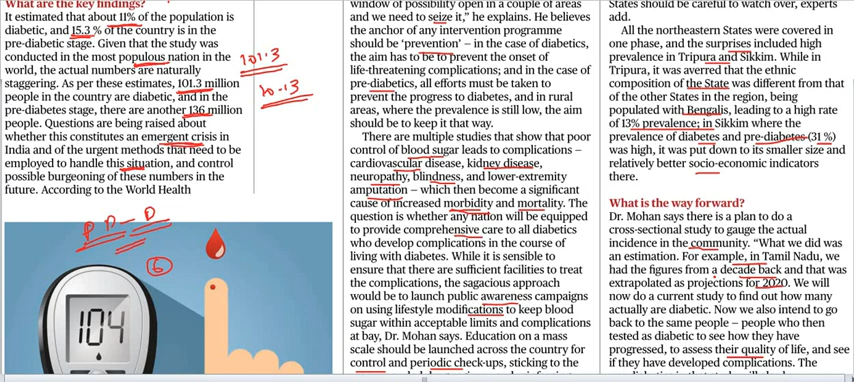 What are the key findings?
It estimated that about 11% of the population is
diabetic, and 15.3 % of the country is in the
pre-diabetic stage. Given that the study was
conducted in the most populous nation in the
world, the actual numbers are naturally
staggering. As per these estimates, 101.3 million
people in the country are diabetic, and in the
pre-diabetes stage, there are another 136 million
people. Questions are being raised about
whether this constitutes an emergent crisis in
India and of the urgent methods that need to be
employed to handle this situation, and control
possible burgeoning of these numbers in the
future. According to the World Health
101.3
10.13
P D - D
6
104
window of possibility open in a couple of areas
and we need to seize it,” he explains. He believes
the anchor of any intervention programme
should be ‘prevention’ – in the case of diabetics,
the aim has to be to prevent the onset of
life-threatening complications; and in the case of
pre-diabetics, all efforts must be taken to
prevent the progress to diabetes, and in rural
areas, where the prevalence is still low, the aim
should be to keep it that way.
There are multiple studies that show that poor
control of blood sugar leads to complications –
cardiovascular disease, kidney disease,
neuropathy, blindness, and lower-extremity
amputation – which then become a significant
cause of increased morbidity and mortality. The
question is whether any nation will be equipped
to provide comprehensive care to all diabetics
who develop complications in the course of
living with diabetes. While it is sensible to
ensure that there are sufficient facilities to treat
the complications, the sagacious approach
would be to launch public awareness campaigns
on using lifestyle modifications to keep blood
sugar within acceptable limits and complications
at bay, Dr. Mohan says. Education on a mass
scale should be launched across the country for
control and periodic check-ups, sticking to the
States should be careful to watch over, experts
add.
All the northeastern States were covered in
one phase, and the surprises included high
prevalence in Tripura and Sikkim. While in
Tripura, it was averred that the ethnic
composition of the State was different from that
of the other States in the region, being
populated with Bengalis, leading to a high rate
of 13% prevalence; in Sikkim where the
prevalence of diabetes and pre-diabetes (31 %)
was high, it was put down to its smaller size and
relatively better socio-economic indicators
there.
What is the way forward?
Dr. Mohan says there is a plan to do a
cross-sectional study to gauge the actual
incidence in the community. “What we did was
an estimation. For example, in Tamil Nadu, we
had the figures from a decade back and that was
extrapolated as projections for 2020. We will
now do a current study to find out how many
actually are diabetic. Now we also intend to go
back to the same people – people who then
tested as diabetic to see how they have
progressed, to assess their quality of life, and see
if they have developed complications. The